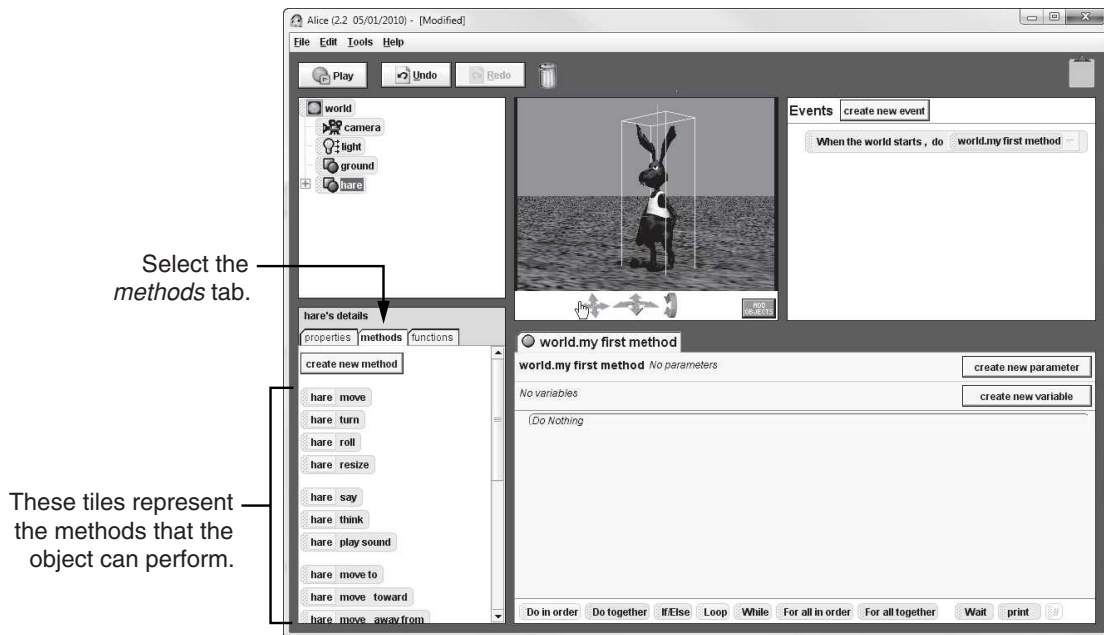 Alice (2.2 05/01/2010) - [Modified]
File Edit Tools Help
Play Undo Redo
world
camera
light
ground
hare
Events create new event
When the world starts , do world.my first method
ADD OBJECTS
Select the
methods tab.
hare's details
properties methods functions
create new method
hare move
hare turn
hare roll
hare resize
hare say
hare think
hare play sound
hare move to
hare move toward
hare move away from
These tiles represent
the methods that the
object can perform.
world.my first method
world.my first method No parameters create new parameter
No variables create new variable
(Do Nothing
Do in order Do together If/Else Loop While For all in order For all together Wait print //